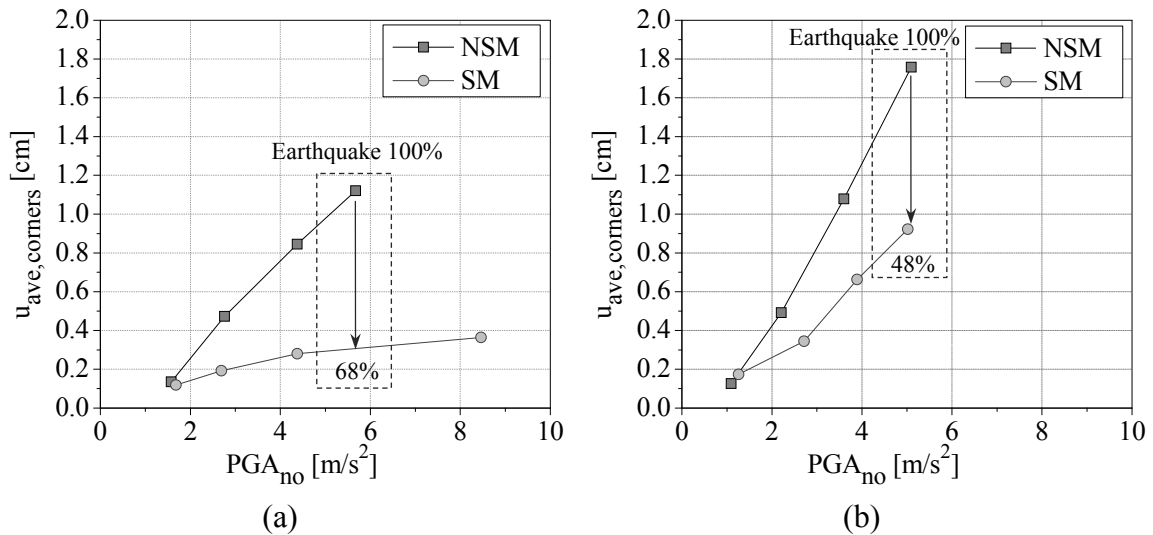 2.0
1.8
1.6
1.4
1.2
1.0
0.8
0.6
0.4
0.2
0.0
u_ave,corners [cm]
NSM
SM
Earthquake 100%
68%
0 2 4 6 8 10
PGA_no [m/s²]
(a)
2.0
1.8
1.6
1.4
1.2
1.0
0.8
0.6
0.4
0.2
0.0
u_ave,corners [cm]
Earthquake 100%
NSM
SM
48%
0 2 4 6 8 10
PGA_no [m/s²]
(b)